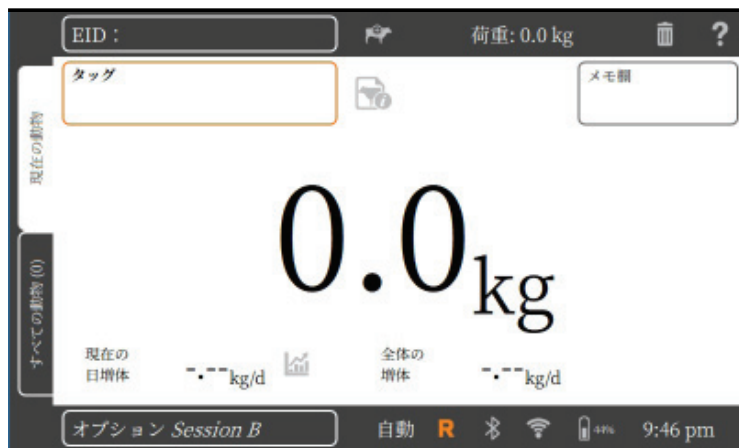 EID：
荷重: 0.0 kg
?
タッグ
メモ欄
現在の動物
0.0kg
すべての動物 (0)
現在の
日増体
-.--kg/d
全体の
増体
-.--kg/d
オプション Session B
自動
R
44%
9:46 pm